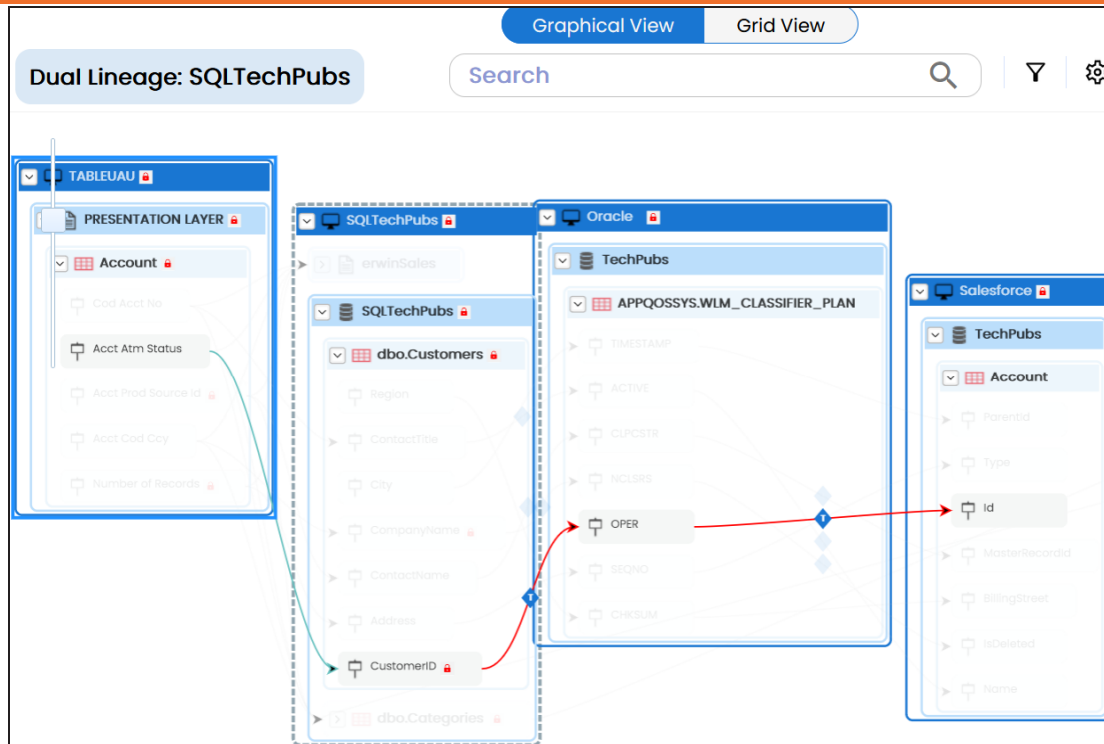 Graphical View
Grid View
Dual Lineage: SQLTechPubs
Search
TABLEUAU
PRESENTATION LAYER
Account
Cod Acct No
Acct Atm Status
Acct Prod Source Id
Acct Cod Ccy
Number of Records
SQLTechPubs
erwinSales
SQLTechPubs
dbo.Customers
Region
ContactTitle
City
CompanyName
ContactName
Address
CustomerID
dbo.Categories
Oracle
TechPubs
APPQOSSYS.WLM_CLASSIFIER_PLAN
TIMESTAMP
ACTIVE
CLPCSTR
NCLSRS
OPER
SEQNO
CHKSUM
T
T
Salesforce
TechPubs
Account
ParentId
Type
Id
MasterRecordId
BillingStreet
IsDeleted
Name